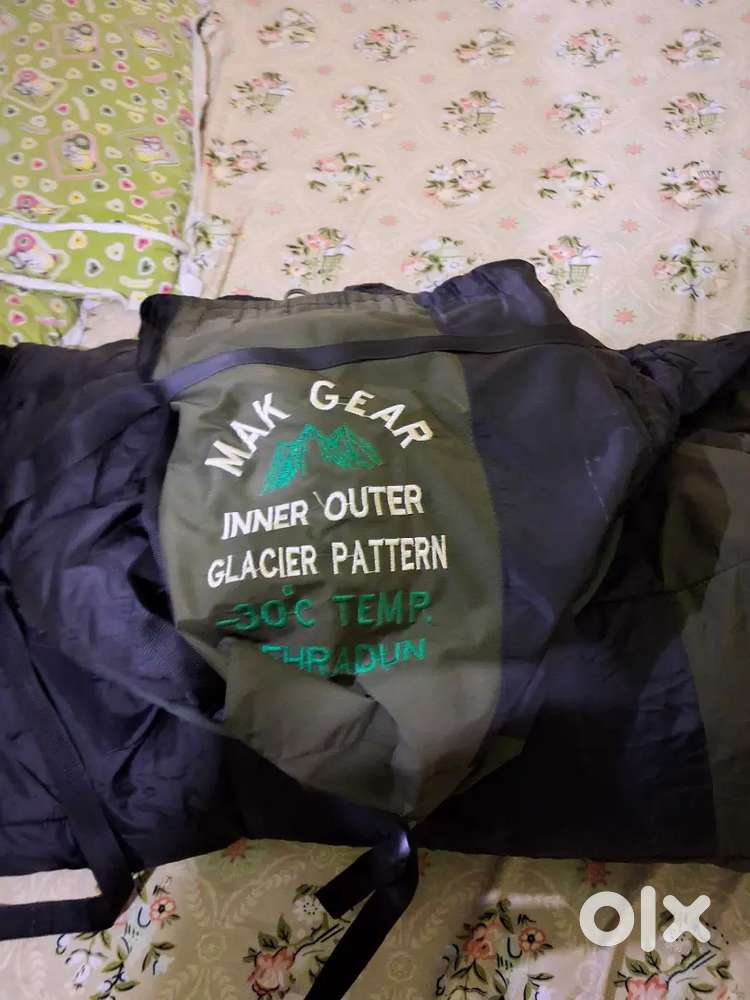 MAK GEAR
INNER OUTER
GLACIER PATTERN
-30°C TEMP.
EHRADUN
olx